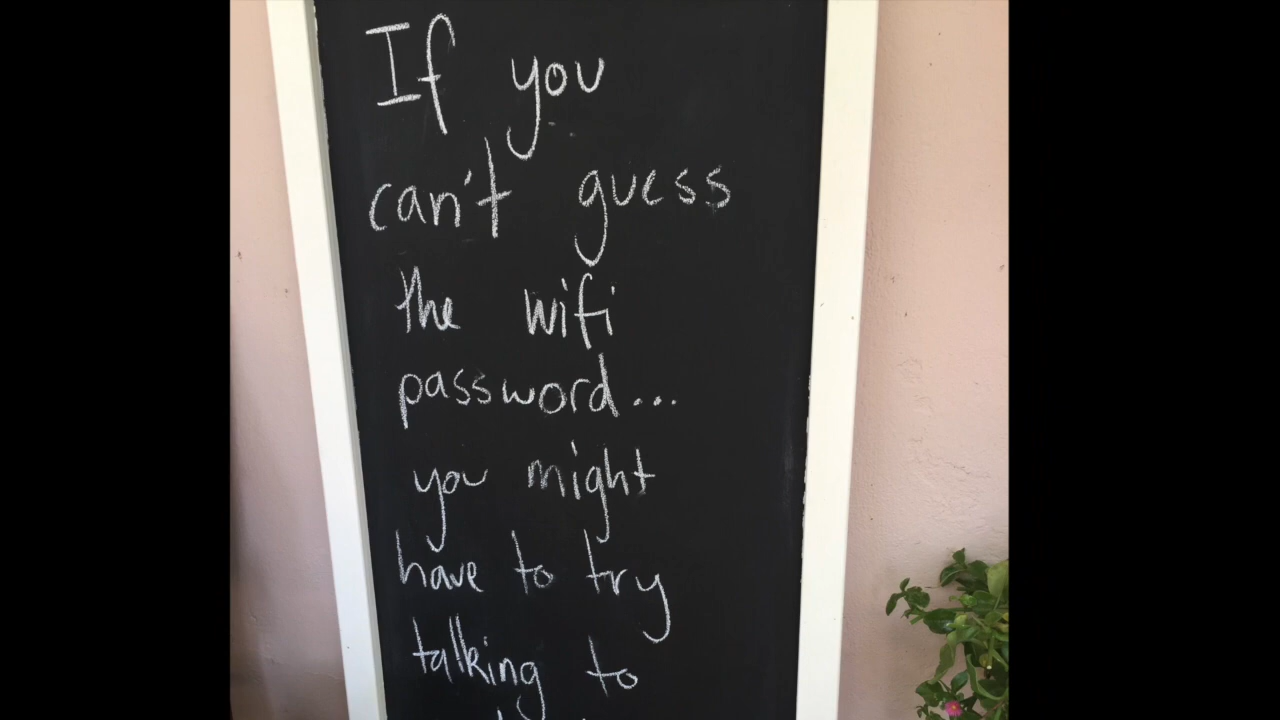 If you
can't guess
the wifi
password...
you might
have to try
talking to